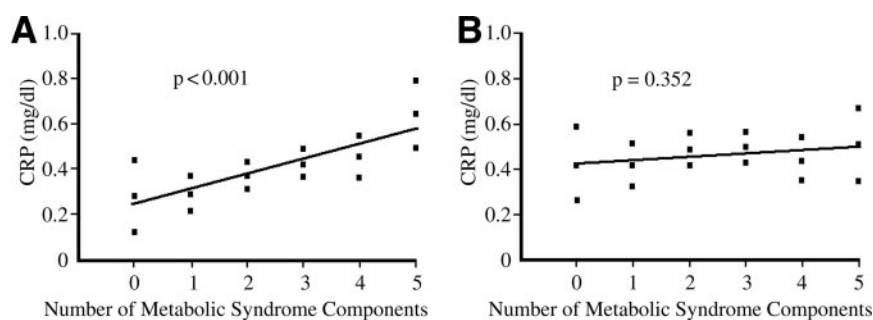 A
CRP (mg/dl)
1.0
0.8
0.6
0.4
0.2
0
p < 0.001
0 1 2 3 4 5
Number of Metabolic Syndrome Components
B
CRP (mg/dl)
1.0
0.8
0.6
0.4
0.2
0
p = 0.352
0 1 2 3 4 5
Number of Metabolic Syndrome Components